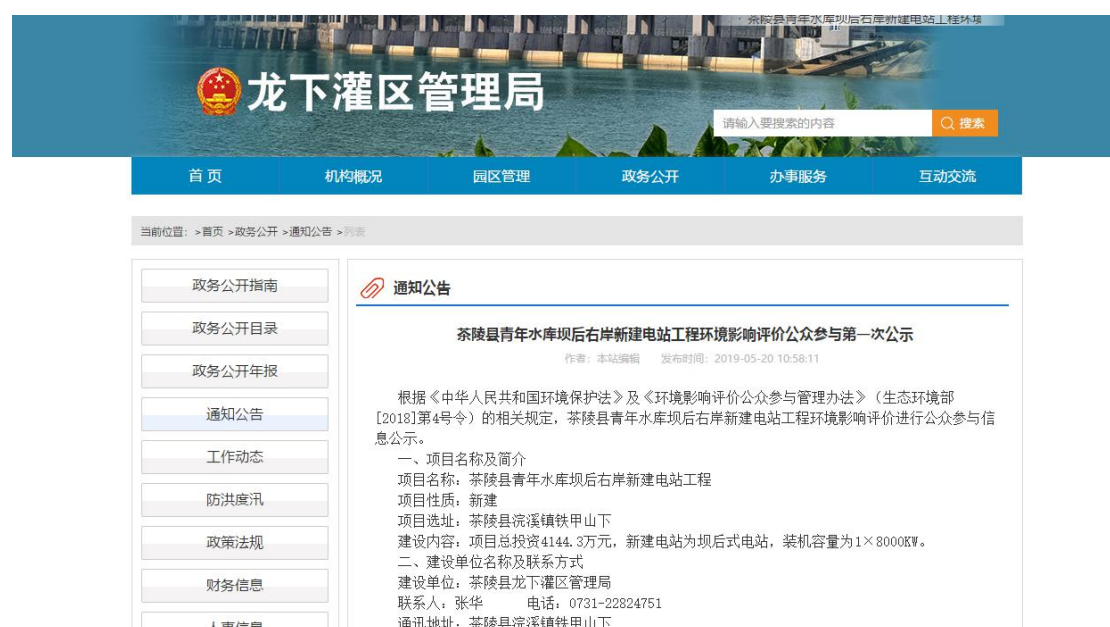 茶陵县青年水库坝后右岸新建电站工程环境
龙下灌区管理局
请输入要搜索的内容
搜索
首 页 机构概况 园区管理 政务公开 办事服务 互动交流
当前位置: >首页 >政务公开 >通知公告 >列表
政务公开指南
政务公开目录
政务公开年报
通知公告
工作动态
防洪度汛
政策法规
财务信息
人事信息
通知公告
茶陵县青年水库坝后右岸新建电站工程环境影响评价公众参与第一次公示
作者: 本站编辑 发布时间: 2019-05-20 10:58:11
根据《中华人民共和国环境保护法》及《环境影响评价公众参与管理办法》（生态环境部
[2018]第4号令）的相关规定，茶陵县青年水库坝后右岸新建电站工程环境影响评价进行公众参与信
息公示。
一、项目名称及简介
项目名称：茶陵县青年水库坝后右岸新建电站工程
项目性质：新建
项目选址：茶陵县浣溪镇铁甲山下
建设内容：项目总投资4144.3万元，新建电站为坝后式电站，装机容量为1×8000KW。
二、建设单位名称及联系方式
建设单位：茶陵县龙下灌区管理局
联系人：张华 电话：0731-22824751
通讯地址：茶陵县浣溪镇铁甲山下